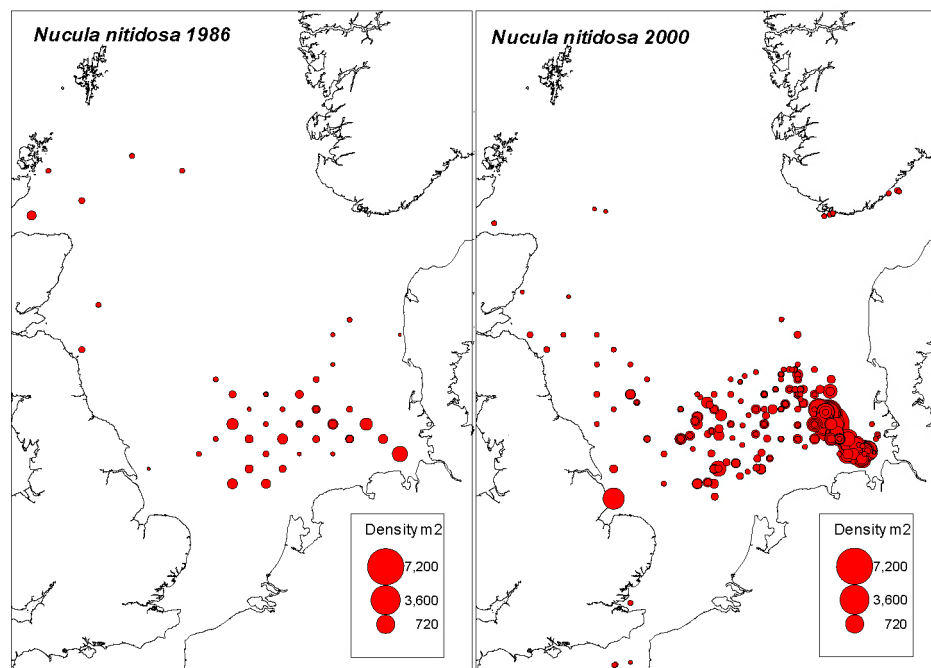 Nucula nitidosa 1986
Density m2
7,200
3,600
720
Nucula nitidosa 2000
Density m2
7,200
3,600
720